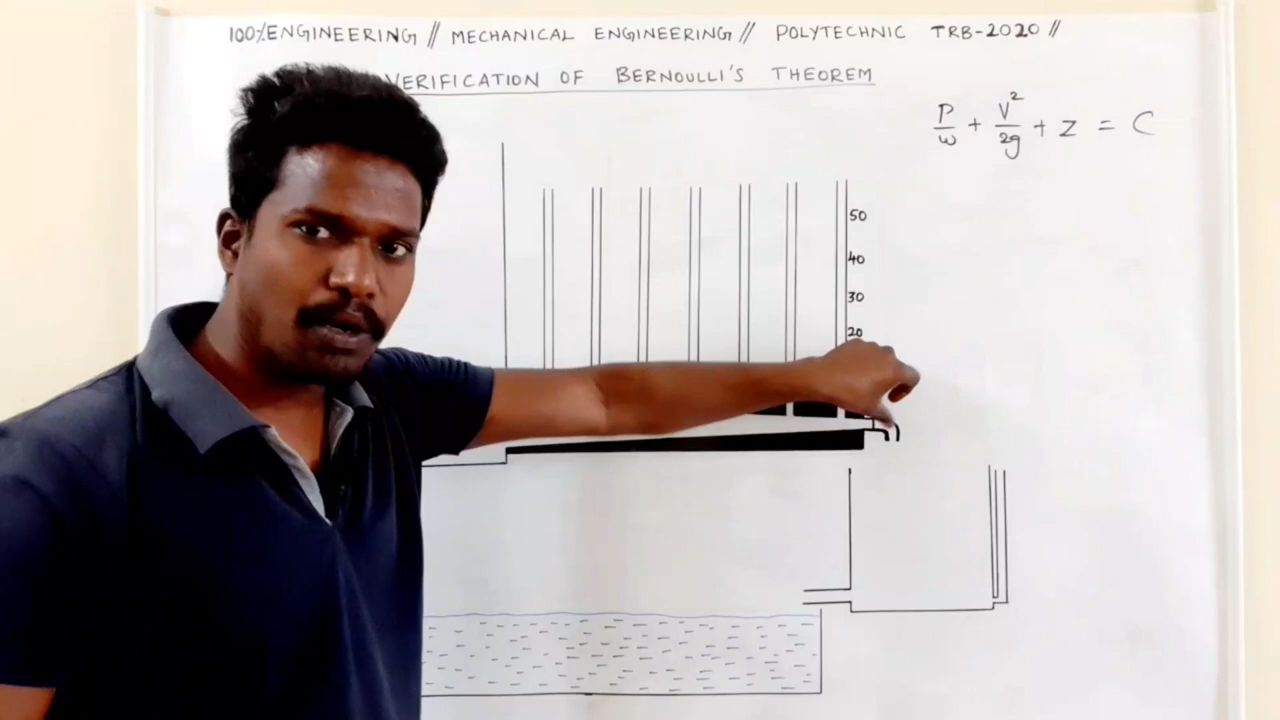 100%ENGINEERING // MECHANICAL ENGINEERING // POLYTECHNIC TRB-2020 //
VERIFICATION OF BERNOULLI'S THEOREM
P/w + V²/2g + Z = C
50
40
30
20